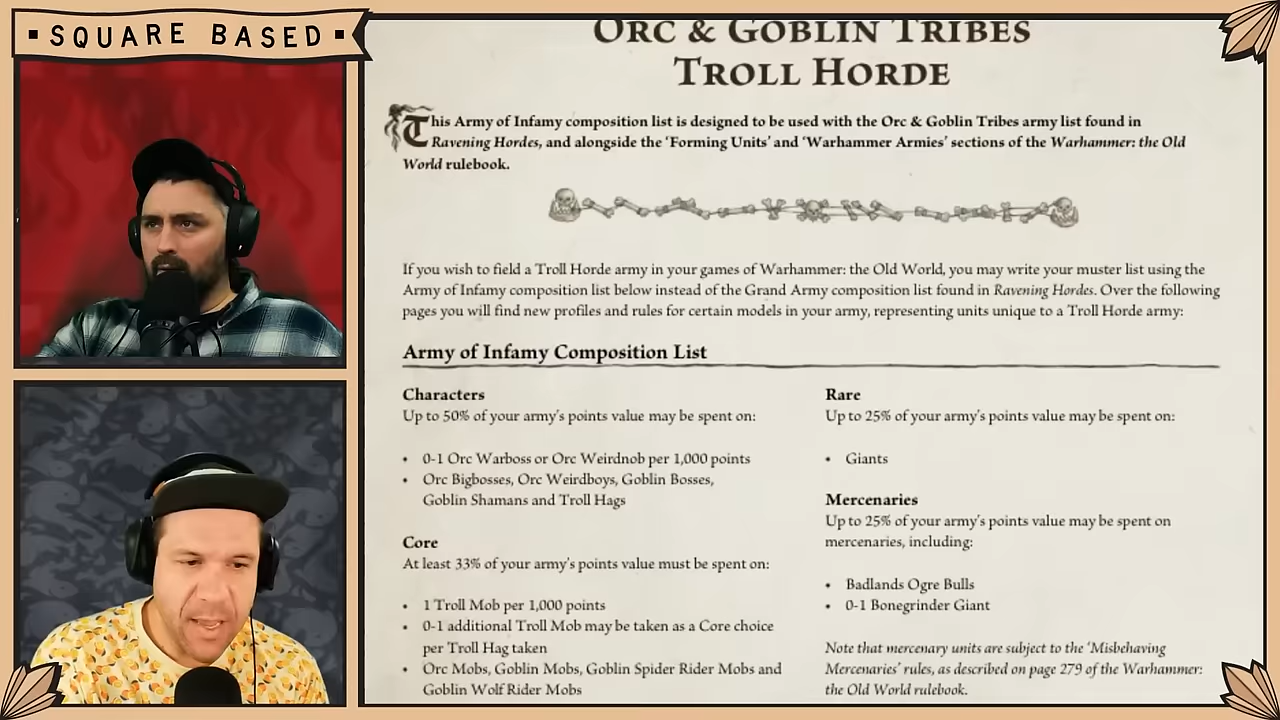 SQUARE BASED
ORC & GOBLIN TRIBES
TROLL HORDE
This Army of Infamy composition list is designed to be used with the Orc & Goblin Tribes army list found in
Ravening Hordes, and alongside the 'Forming Units' and 'Warhammer Armies' sections of the Warhammer: the Old
World rulebook.
If you wish to field a Troll Horde army in your games of Warhammer: the Old World, you may write your muster list using the
Army of Infamy composition list below instead of the Grand Army composition list found in Ravening Hordes. Over the following
pages you will find new profiles and rules for certain models in your army, representing units unique to a Troll Horde army:
Army of Infamy Composition List
Characters
Up to 50% of your army's points value may be spent on:
• 0-1 Orc Warboss or Orc Weirdnob per 1,000 points
• Orc Bigbosses, Orc Weirdboys, Goblin Bosses,
Goblin Shamans and Troll Hags
Core
At least 33% of your army's points value must be spent on:
• 1 Troll Mob per 1,000 points
• 0-1 additional Troll Mob may be taken as a Core choice
per Troll Hag taken
• Orc Mobs, Goblin Mobs, Goblin Spider Rider Mobs and
Goblin Wolf Rider Mobs
Rare
Up to 25% of your army's points value may be spent on:
• Giants
Mercenaries
Up to 25% of your army's points value may be spent on
mercenaries, including:
• Badlands Ogre Bulls
• 0-1 Bonegrinder Giant
Note that mercenary units are subject to the 'Misbehaving
Mercenaries' rules, as described on page 279 of the Warhammer:
the Old World rulebook.